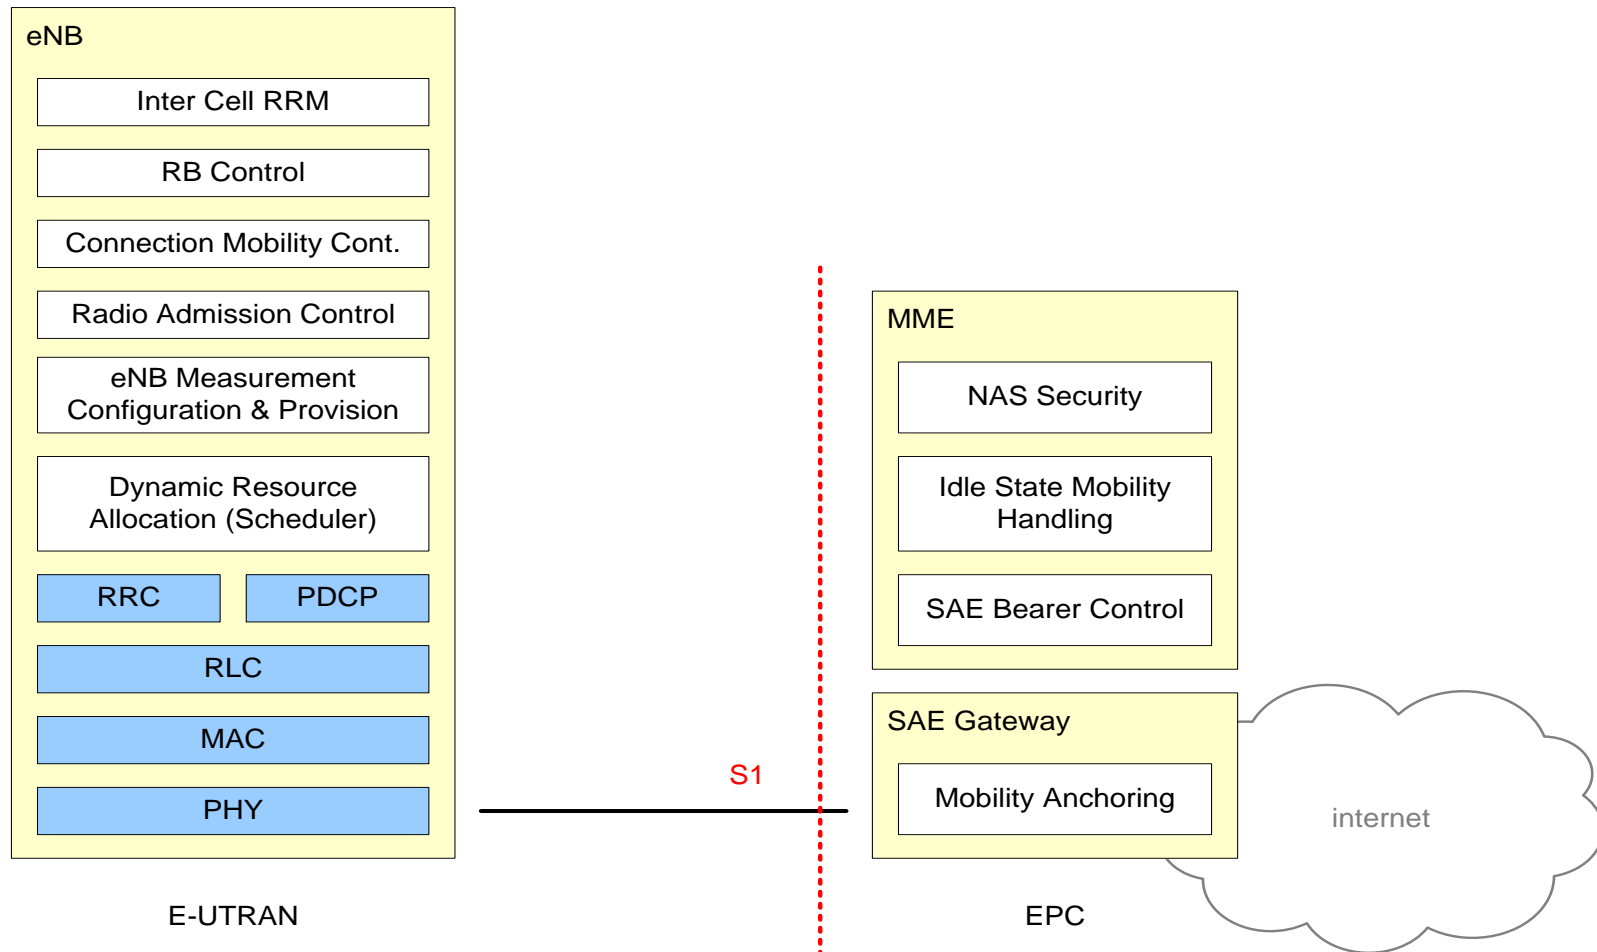 eNB
Inter Cell RRM
RB Control
Connection Mobility Cont.
Radio Admission Control
eNB Measurement
Configuration & Provision
Dynamic Resource
Allocation (Scheduler)
RRC
PDCP
RLC
MAC
PHY
E-UTRAN
S1
MME
NAS Security
Idle State Mobility
Handling
SAE Bearer Control
SAE Gateway
Mobility Anchoring
EPC
internet